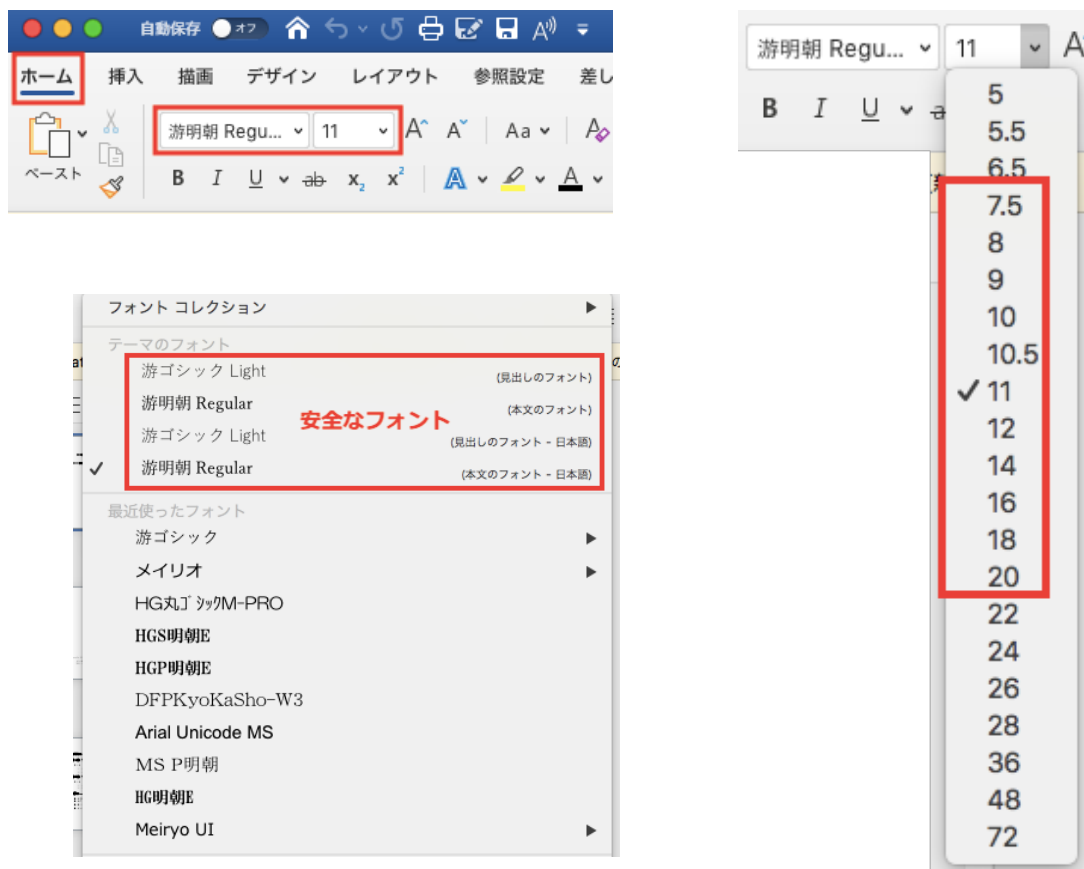 自動保存 オフ
ホーム 挿入 描画 デザイン レイアウト 参照設定 差し
游明朝 Regu... 11 A^ Aˇ Aa A
ペースト
B I U ab x₂ x² A A
フォント コレクション
テーマのフォント
游ゴシック Light (見出しのフォント)
游明朝 Regular (本文のフォント)
安全なフォント
游ゴシック Light (見出しのフォント - 日本語)
✓ 游明朝 Regular (本文のフォント - 日本語)
最近使ったフォント
游ゴシック
メイリオ
HG丸ｺﾞｼｯｸM-PRO
HGS明朝E
HGP明朝E
DFPKyoKaSho-W3
Arial Unicode MS
MS P明朝
HG明朝E
Meiryo UI
游明朝 Regu... 11 A
B I U a
5
5.5
6.5
7.5
8
9
10
10.5
✓ 11
12
14
16
18
20
22
24
26
28
36
48
72